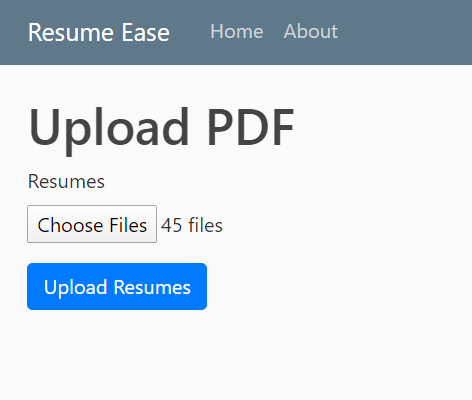 Resume Ease Home About
Upload PDF
Resumes
Choose Files 45 files
Upload Resumes